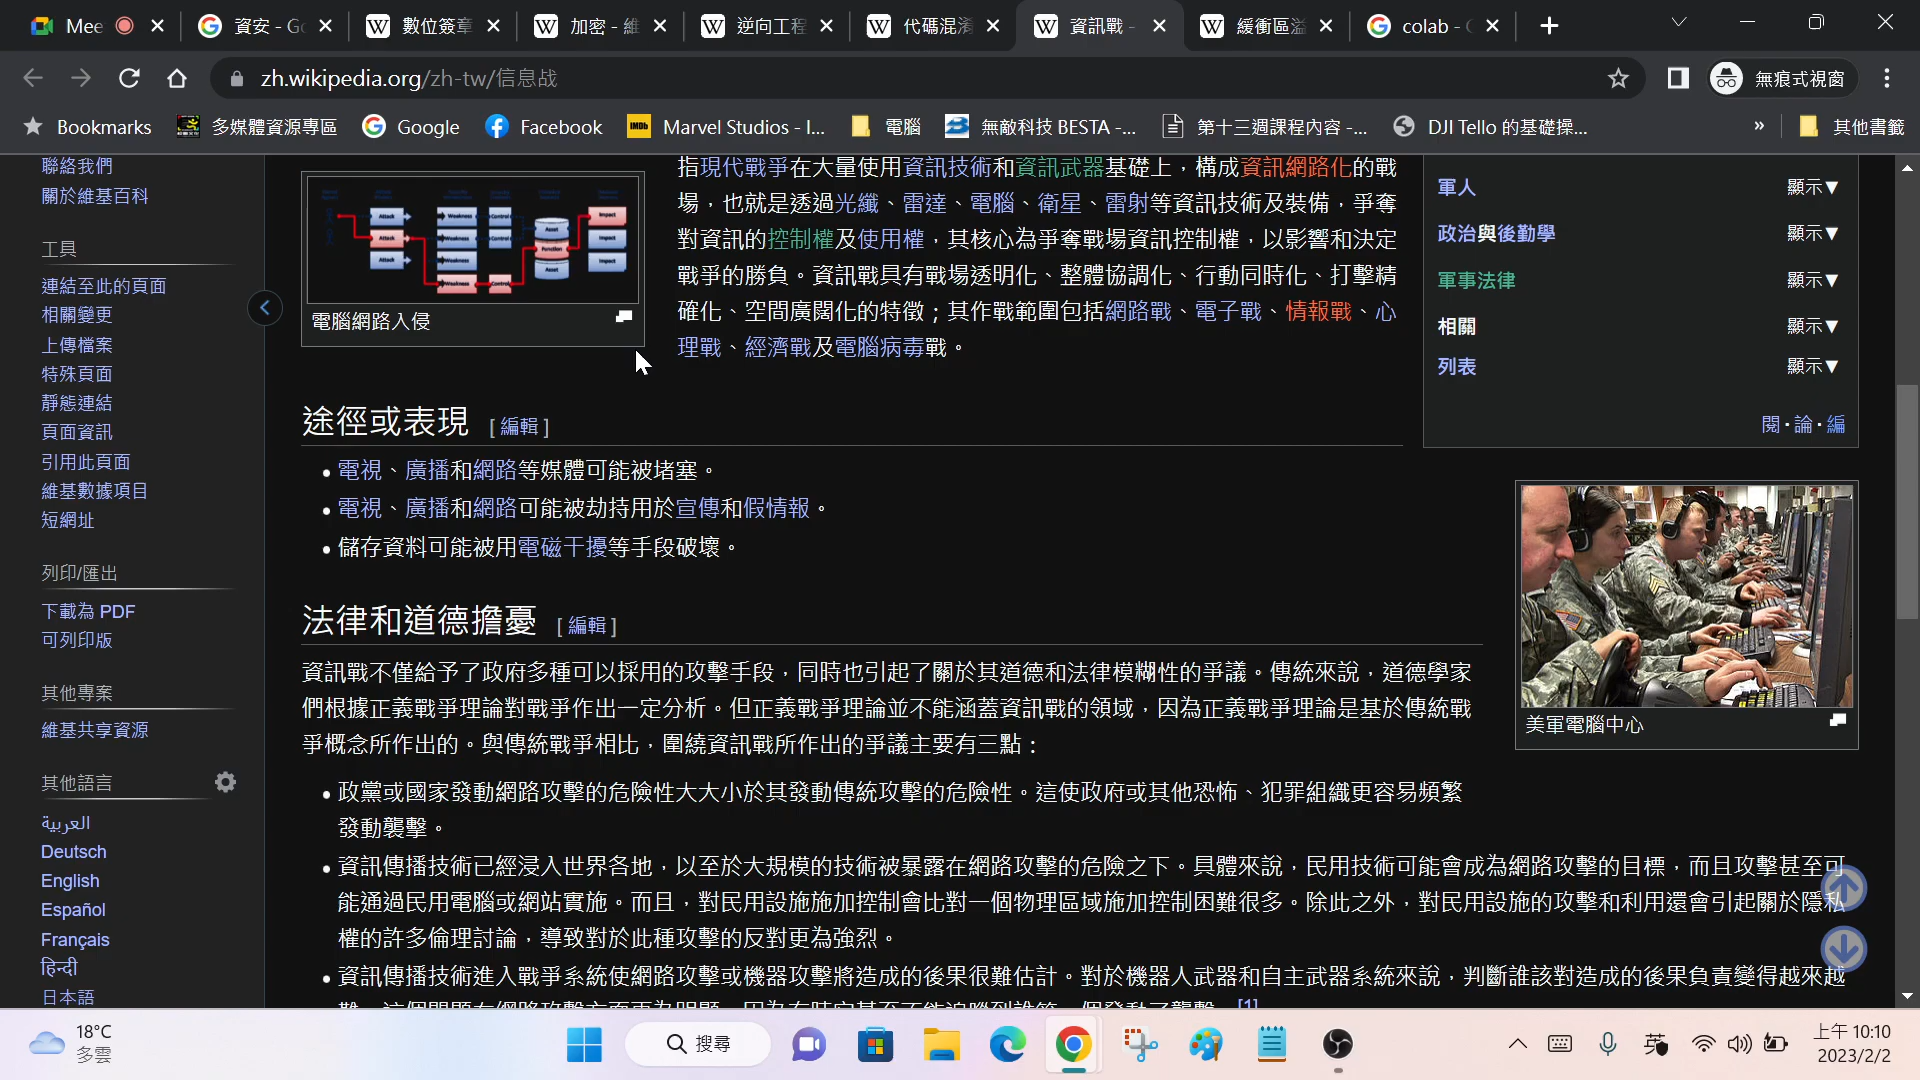 Mee
資安 - Go
數位簽章
加密 - 維
逆向工程
代碼混淆
資訊戰 -
緩衝區溢
colab - G
zh.wikipedia.org/zh-tw/信息战
無痕式視窗
Bookmarks
多媒體資源專區
Google
Facebook
Marvel Studios - I...
電腦
無敵科技 BESTA -...
第十三週課程內容 -...
DJI Tello 的基礎操...
»
其他書籤
聯絡我們
關於維基百科
工具
連結至此的頁面
相關變更
上傳檔案
特殊頁面
靜態連結
頁面資訊
引用此頁面
維基數據項目
短網址
列印/匯出
下載為 PDF
可列印版
其他專案
維基共享資源
其他語言
العربية
Deutsch
English
Español
Français
हिन्दी
日本語
Attack
Attack
Attack
Weakness
Weakness
Weakness
Weakness
Control
Control
Control
Asset
Function
Asset
Impact
Impact
Impact
電腦網路入侵
指現代戰爭在大量使用資訊技術和資訊武器基礎上，構成資訊網路化的戰
場，也就是透過光纖、雷達、電腦、衛星、雷射等資訊技術及裝備，爭奪
對資訊的控制權及使用權，其核心為爭奪戰場資訊控制權，以影響和決定
戰爭的勝負。資訊戰具有戰場透明化、整體協調化、行動同時化、打擊精
確化、空間廣闊化的特徵；其作戰範圍包括網路戰、電子戰、情報戰、心
理戰、經濟戰及電腦病毒戰。
軍人 顯示▼
政治與後勤學 顯示▼
軍事法律 顯示▼
相關 顯示▼
列表 顯示▼
閱·論·編
途徑或表現 [編輯]
電視、廣播和網路等媒體可能被堵塞。
電視、廣播和網路可能被劫持用於宣傳和假情報。
儲存資料可能被用電磁干擾等手段破壞。
美軍電腦中心
法律和道德擔憂 [編輯]
資訊戰不僅給予了政府多種可以採用的攻擊手段，同時也引起了關於其道德和法律模糊性的爭議。傳統來說，道德學家
們根據正義戰爭理論對戰爭作出一定分析。但正義戰爭理論並不能涵蓋資訊戰的領域，因為正義戰爭理論是基於傳統戰
爭概念所作出的。與傳統戰爭相比，圍繞資訊戰所作出的爭議主要有三點：
政黨或國家發動網路攻擊的危險性大大小於其發動傳統攻擊的危險性。這使政府或其他恐怖、犯罪組織更容易頻繁
發動襲擊。
資訊傳播技術已經浸入世界各地，以至於大規模的技術被暴露在網路攻擊的危險之下。具體來說，民用技術可能會成為網路攻擊的目標，而且攻擊甚至可
能通過民用電腦或網站實施。而且，對民用設施施加控制會比對一個物理區域施加控制困難很多。除此之外，對民用設施的攻擊和利用還會引起關於隱私
權的許多倫理討論，導致對於此種攻擊的反對更為強烈。
資訊傳播技術進入戰爭系統使網路攻擊或機器攻擊將造成的後果很難估計。對於機器人武器和自主武器系統來說，判斷誰該對造成的後果負責變得越來越
[1]
18°C
多雲
搜尋
英
上午 10:10
2023/2/2